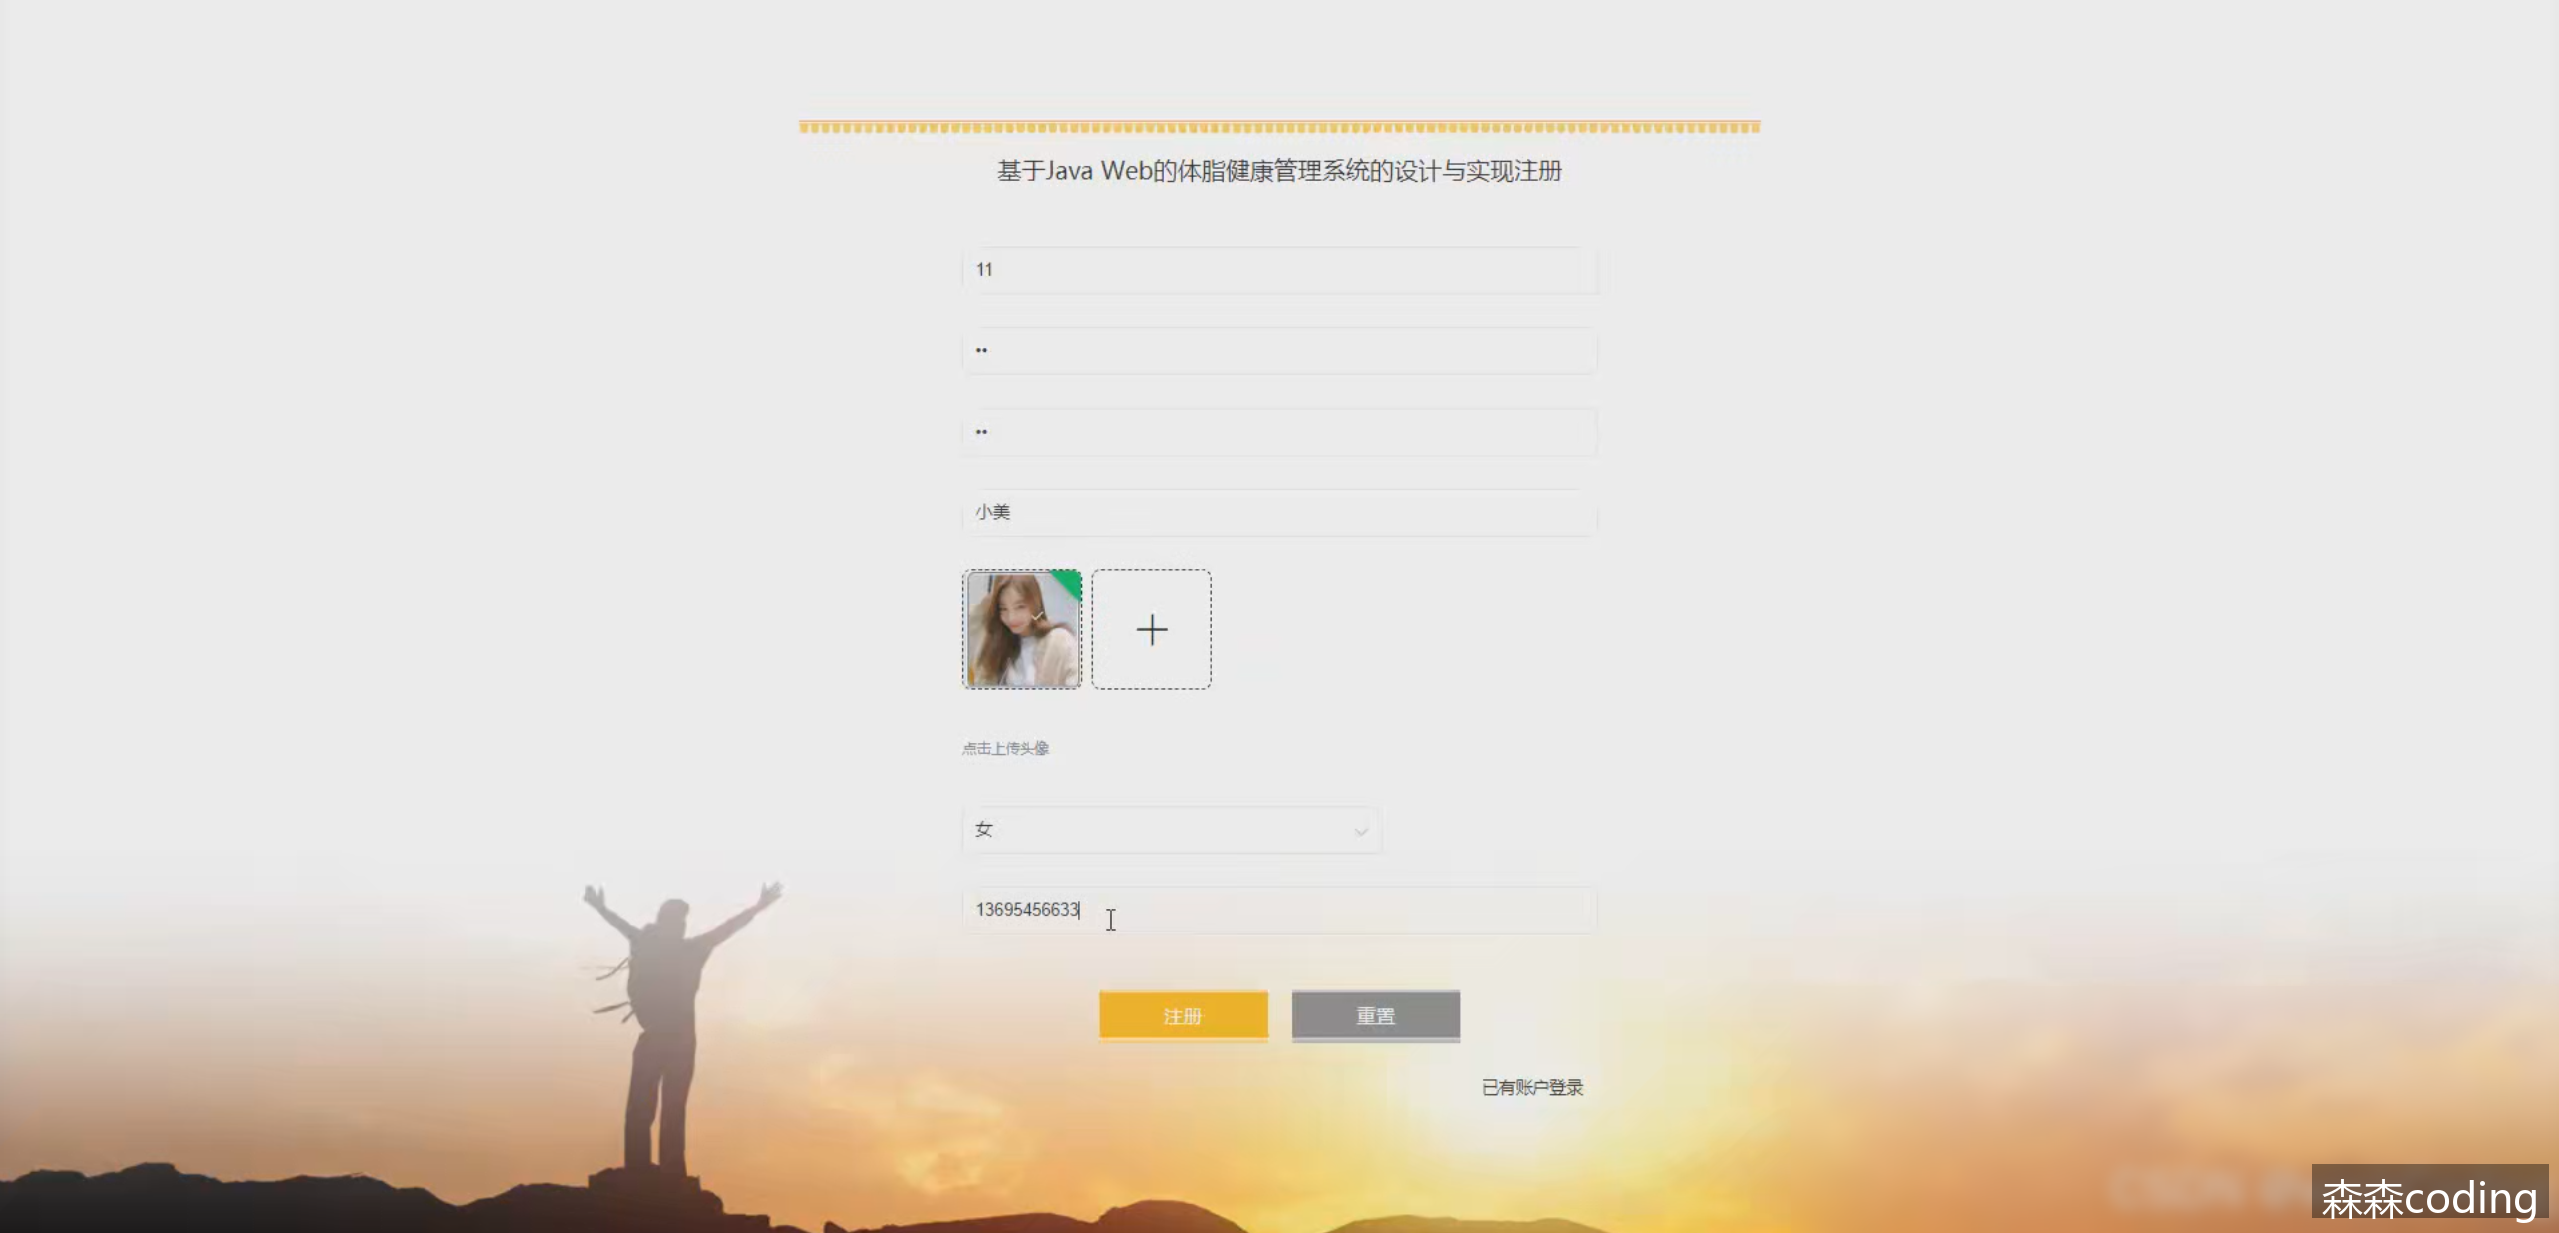 基于Java Web的体脂健康管理系统的设计与实现注册
11
••
••
小美
点击上传头像
女
13695456633
注册
重置
已有账户登录
森森coding